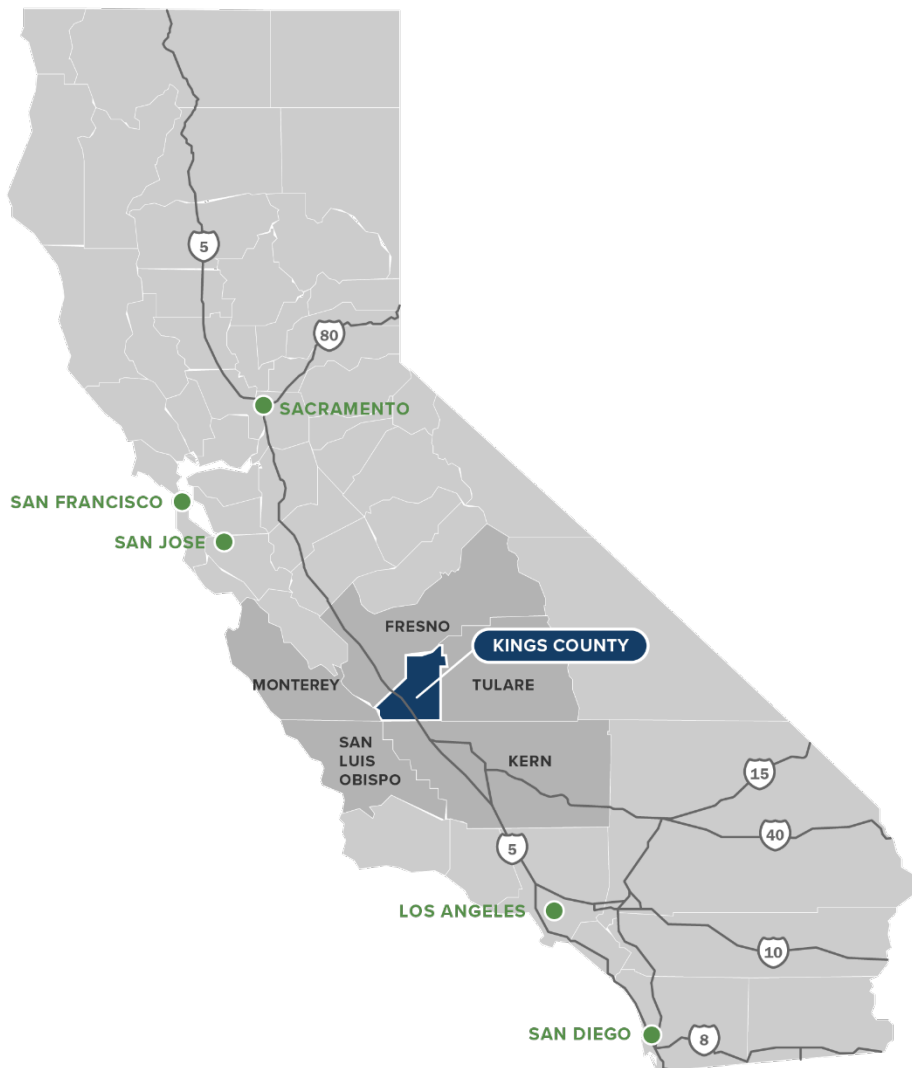 5
80
SACRAMENTO
SAN FRANCISCO
SAN JOSE
FRESNO
KINGS COUNTY
MONTEREY
TULARE
SAN
LUIS
OBISPO
KERN
15
40
5
LOS ANGELES
10
SAN DIEGO
8